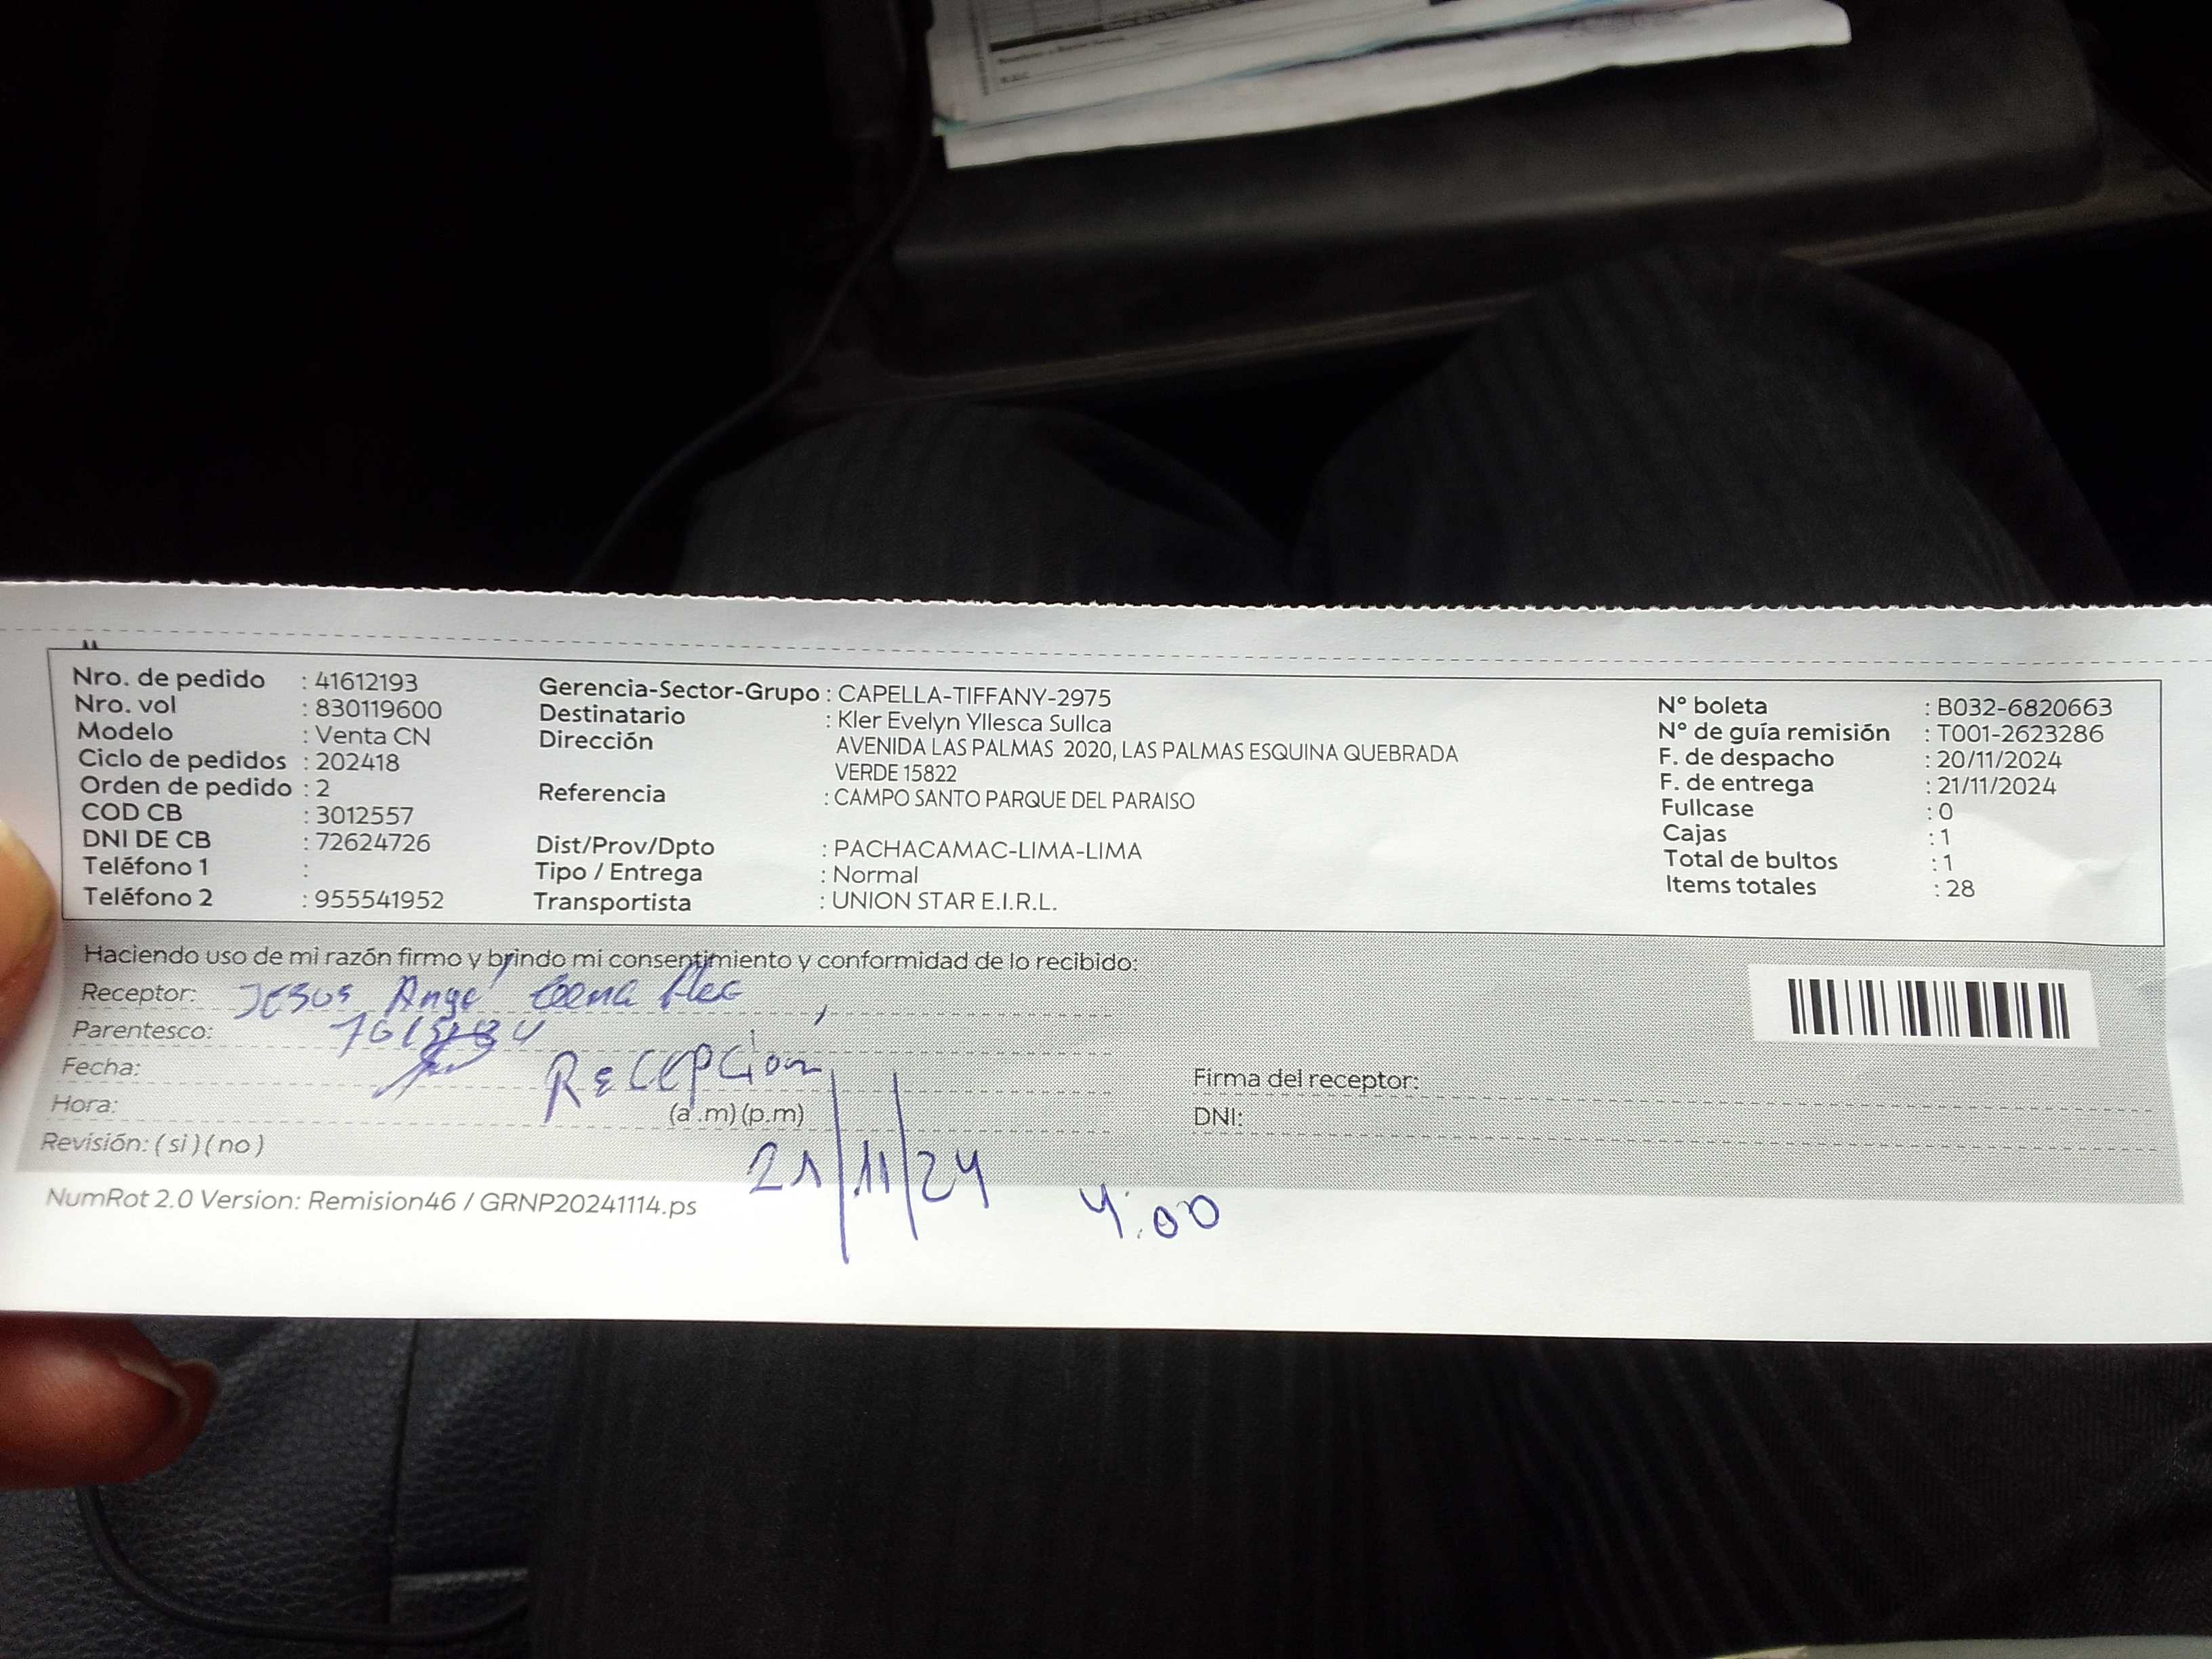 Nro. de pedido : 41612193
Nro. vol : 830119600
Modelo : Venta CN
Ciclo de pedidos : 202418
Orden de pedido : 2
COD CB : 3012557
DNI DE CB : 72624726
Teléfono 1 :
Teléfono 2 : 955541952
Gerencia-Sector-Grupo : CAPELLA-TIFFANY-2975
Destinatario : Kler Evelyn Yllesca Sullca
Dirección AVENIDA LAS PALMAS 2020, LAS PALMAS ESQUINA QUEBRADA
VERDE 15822
Referencia : CAMPO SANTO PARQUE DEL PARAISO
Dist/Prov/Dpto : PACHACAMAC-LIMA-LIMA
Tipo / Entrega : Normal
Transportista : UNION STAR E.I.R.L.
N° boleta : B032-6820663
N° de guía remisión : T001-2623286
F. de despacho : 20/11/2024
F. de entrega : 21/11/2024
Fullcase : 0
Cajas : 1
Total de bultos : 1
Items totales : 28
Haciendo uso de mi razón firmo y brindo mi consentimiento y conformidad de lo recibido:
Receptor: JESUS Ange
Parentesco:
Fecha: Recepcion
Hora: (a .m) (p.m)
Revisión: ( si ) ( no )
21/11/24
4:00
Firma del receptor:
DNI:
NumRot 2.0 Version: Remision46 / GRNP20241114.ps